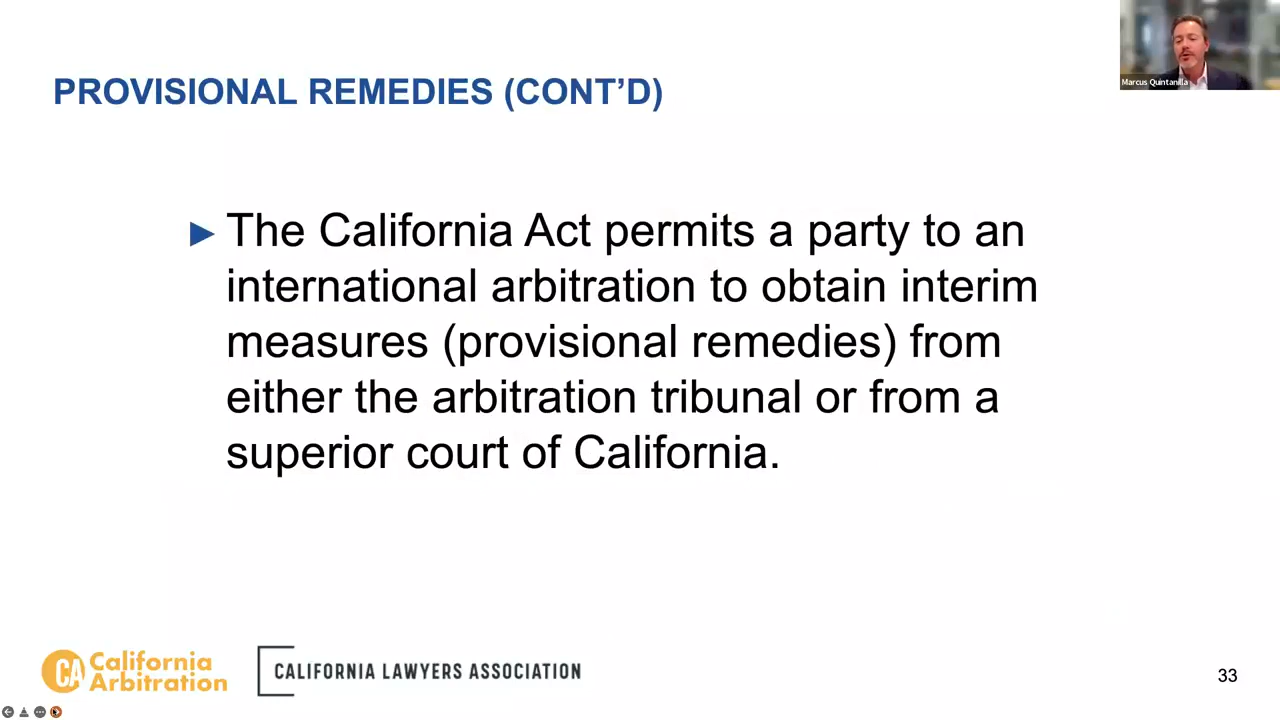 Marcus Quintanilla
PROVISIONAL REMEDIES (CONT’D)
►The California Act permits a party to an
international arbitration to obtain interim
measures (provisional remedies) from
either the arbitration tribunal or from a
superior court of California.
CA California
Arbitration
CALIFORNIA LAWYERS ASSOCIATION
33